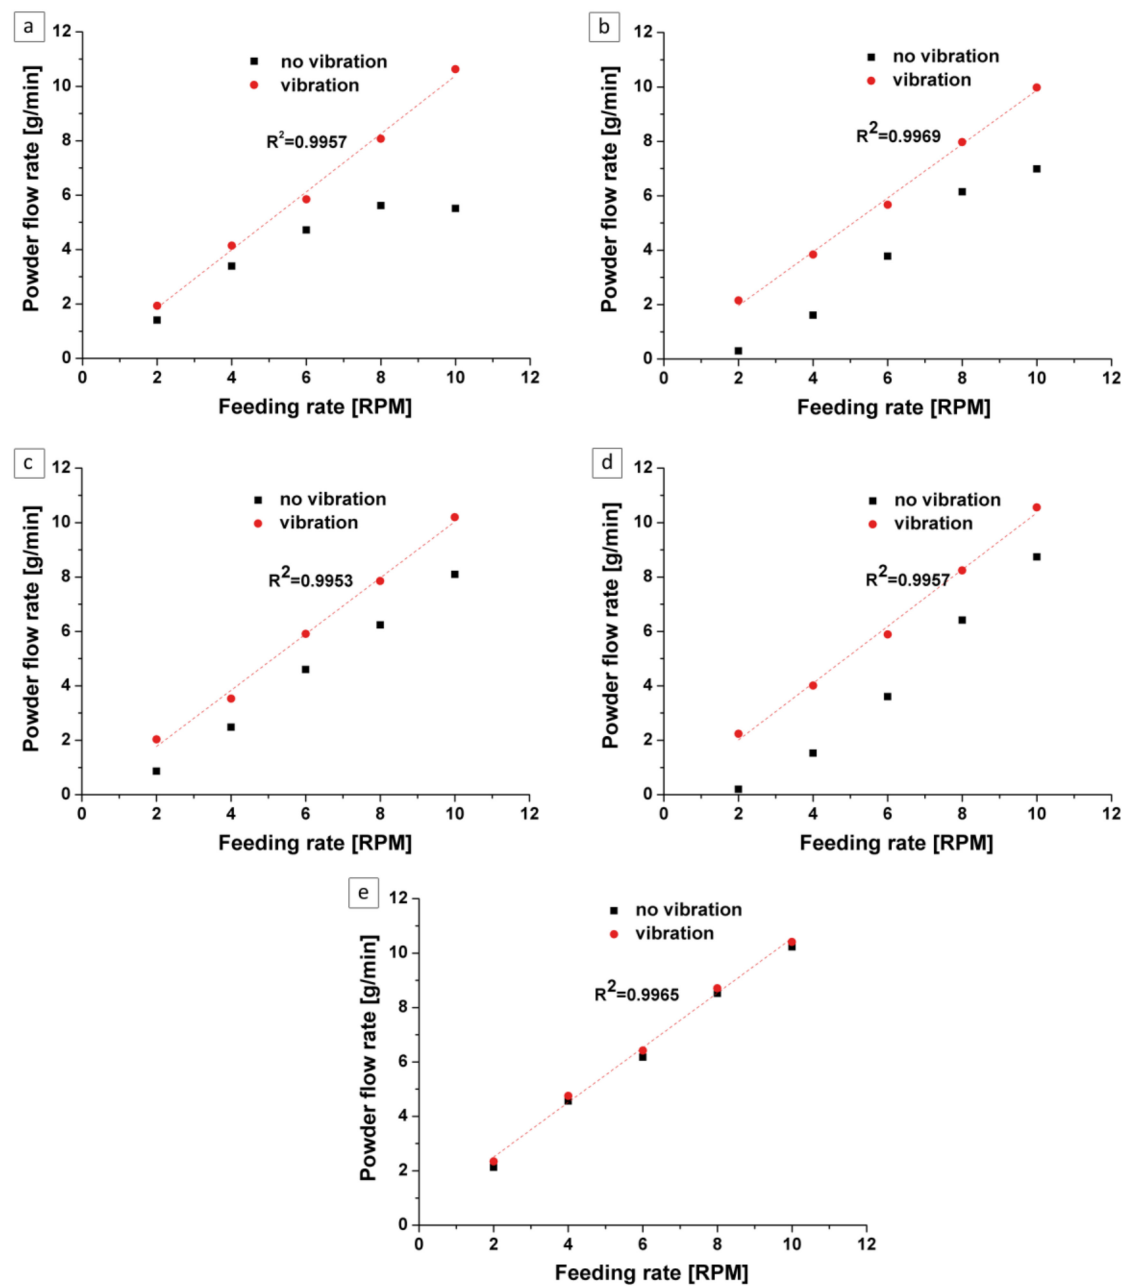 a
12
10
8
6
4
2
0
Powder flow rate [g/min]
no vibration
vibration
R²=0.9957
0 2 4 6 8 10 12
Feeding rate [RPM]
b
12
10
8
6
4
2
0
Powder flow rate [g/min]
no vibration
vibration
R²=0.9969
0 2 4 6 8 10 12
Feeding rate [RPM]
c
12
10
8
6
4
2
0
Powder flow rate [g/min]
no vibration
vibration
R²=0.9953
0 2 4 6 8 10 12
Feeding rate [RPM]
d
12
10
8
6
4
2
0
Powder flow rate [g/min]
no vibration
vibration
R²=0.9957
0 2 4 6 8 10 12
Feeding rate [RPM]
e
12
10
8
6
4
2
0
Powder flow rate [g/min]
no vibration
vibration
R²=0.9965
0 2 4 6 8 10 12
Feeding rate [RPM]